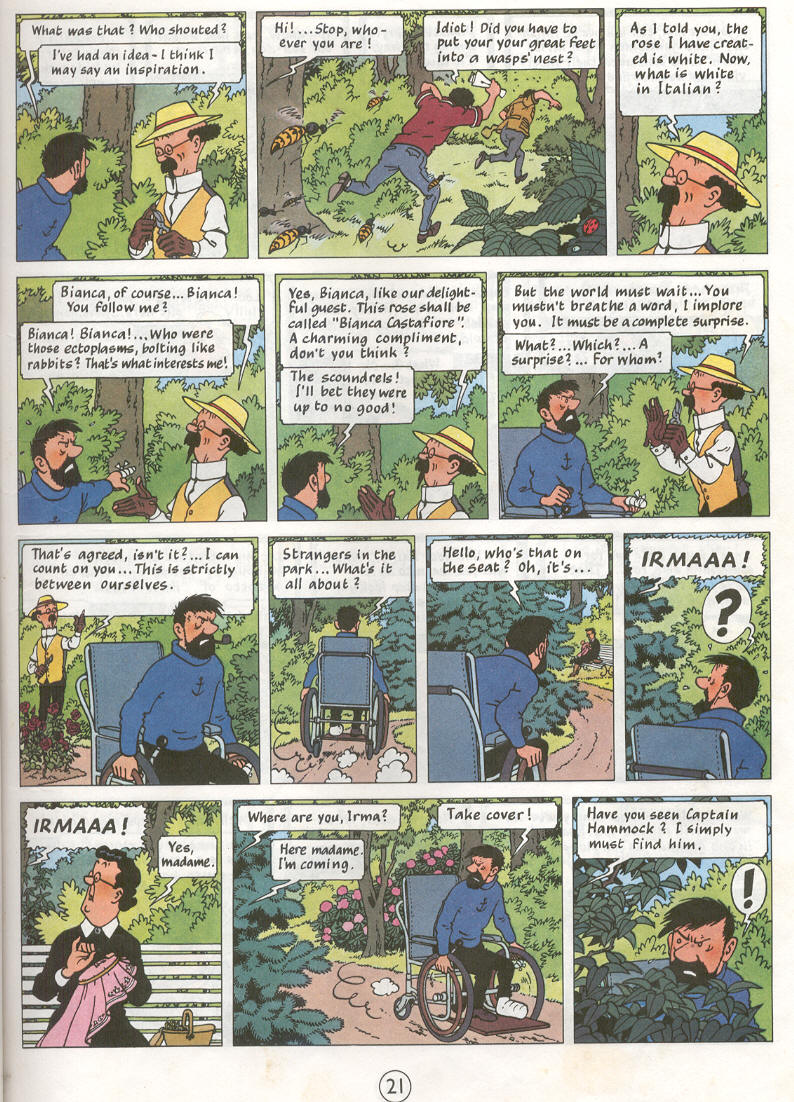 What was that? Who shouted?
I've had an idea - I think I
may say an inspiration.
Hi!...Stop, who-
ever you are!
Idiot! Did you have to
put your your great feet
into a wasps' nest?
As I told you, the
rose I have creat-
ed is white. Now,
what is white
in Italian?
Bianca, of course... Bianca!
You follow me?
Bianca! Bianca!...Who were
those ectoplasms, bolting like
rabbits? That's what interests me!
Yes, Bianca, like our delight-
ful guest. This rose shall be
called "Bianca Castafiore".
A charming compliment,
don't you think?
The scoundrels!
I'll bet they were
up to no good!
But the world must wait...You
mustn't breathe a word, I implore
you. It must be a complete surprise.
What?...Which?...A
surprise?... For whom?
That's agreed, isn't it?...I can
count on you...This is strictly
between ourselves.
Strangers in the
park...What's it
all about?
Hello, who's that on
the seat? Oh, it's...
IRMAAA!
?
IRMAAA!
Yes,
madame.
Where are you, Irma?
Here madame.
I'm coming.
Take cover!
Have you seen Captain
Hammock? I simply
must find him.
!
21